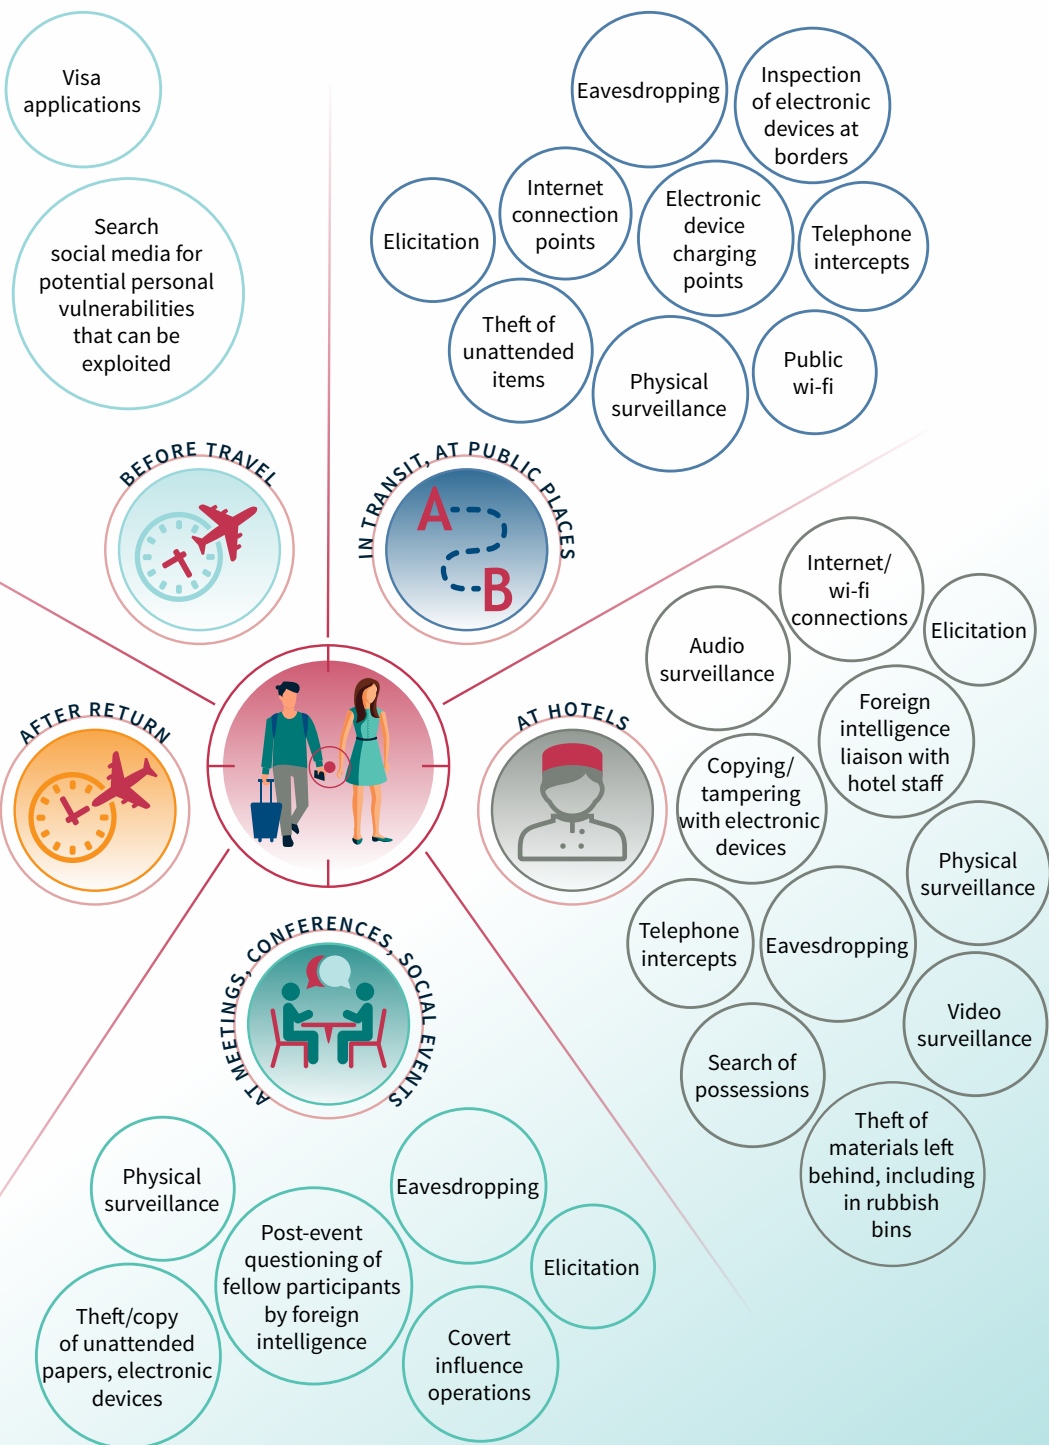 Visa
applications
Search
social media for
potential personal
vulnerabilities
that can be
exploited
BEFORE TRAVEL
Eavesdropping
Inspection
of electronic
devices at
borders
Elicitation
Internet
connection
points
Electronic
device
charging
points
Telephone
intercepts
Theft of
unattended
items
Physical
surveillance
Public
wi-fi
IN TRANSIT, AT PUBLIC PLACES
A
B
AFTER RETURN
AT HOTELS
Internet/
wi-fi
connections
Elicitation
Audio
surveillance
Foreign
intelligence
liaison with
hotel staff
Copying/
tampering
with electronic
devices
Physical
surveillance
Telephone
intercepts
Eavesdropping
Video
surveillance
Search of
possessions
Theft of
materials left
behind, including
in rubbish
bins
AT MEETINGS, CONFERENCES, SOCIAL EVENTS
Physical
surveillance
Eavesdropping
Post-event
questioning of
fellow participants
by foreign
intelligence
Elicitation
Theft/copy
of unattended
papers, electronic
devices
Covert
influence
operations